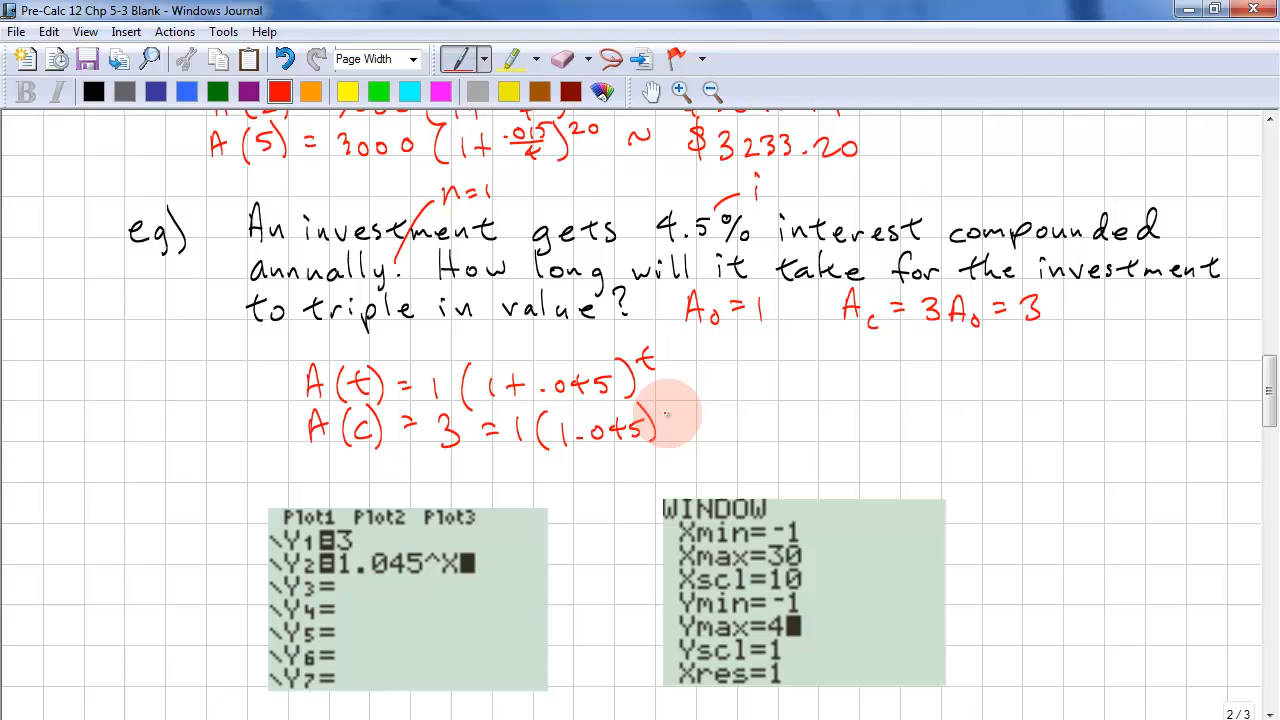 Pre-Calc 12 Chp 5-3 Blank - Windows Journal
File Edit View Insert Actions Tools Help
Page Width
B I
A(5) = 3000 (1 + .015/4)^20 ~ $3233.20
n=1 i
eg) An investment gets 4.5% interest compounded
annually. How long will it take for the investment
to triple in value? A₀ = 1 A_c = 3A₀ = 3
A(t) = 1 (1 + .045)^t
A(c) = 3 = 1(1.045)
Plot1 Plot2 Plot3
\Y1=3
\Y2=1.045^X
\Y3=
\Y4=
\Y5=
\Y6=
\Y7=
WINDOW
Xmin=-1
Xmax=30
Xscl=10
Ymin=-1
Ymax=4
Yscl=1
Xres=1
2/3